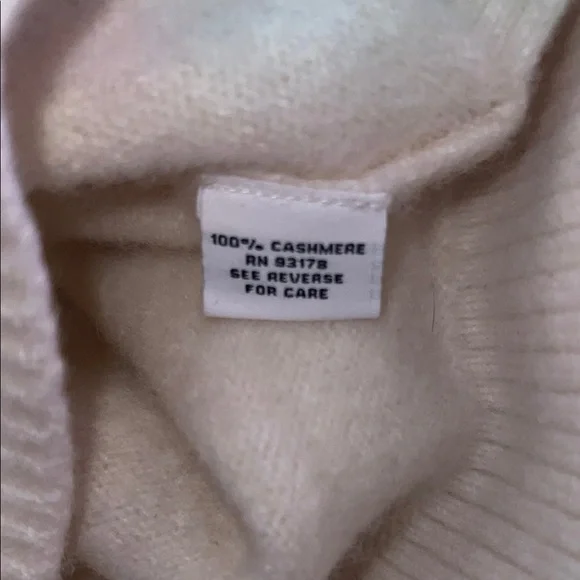 100% CASHMERE
RN 93178
SEE REVERSE
FOR CARE